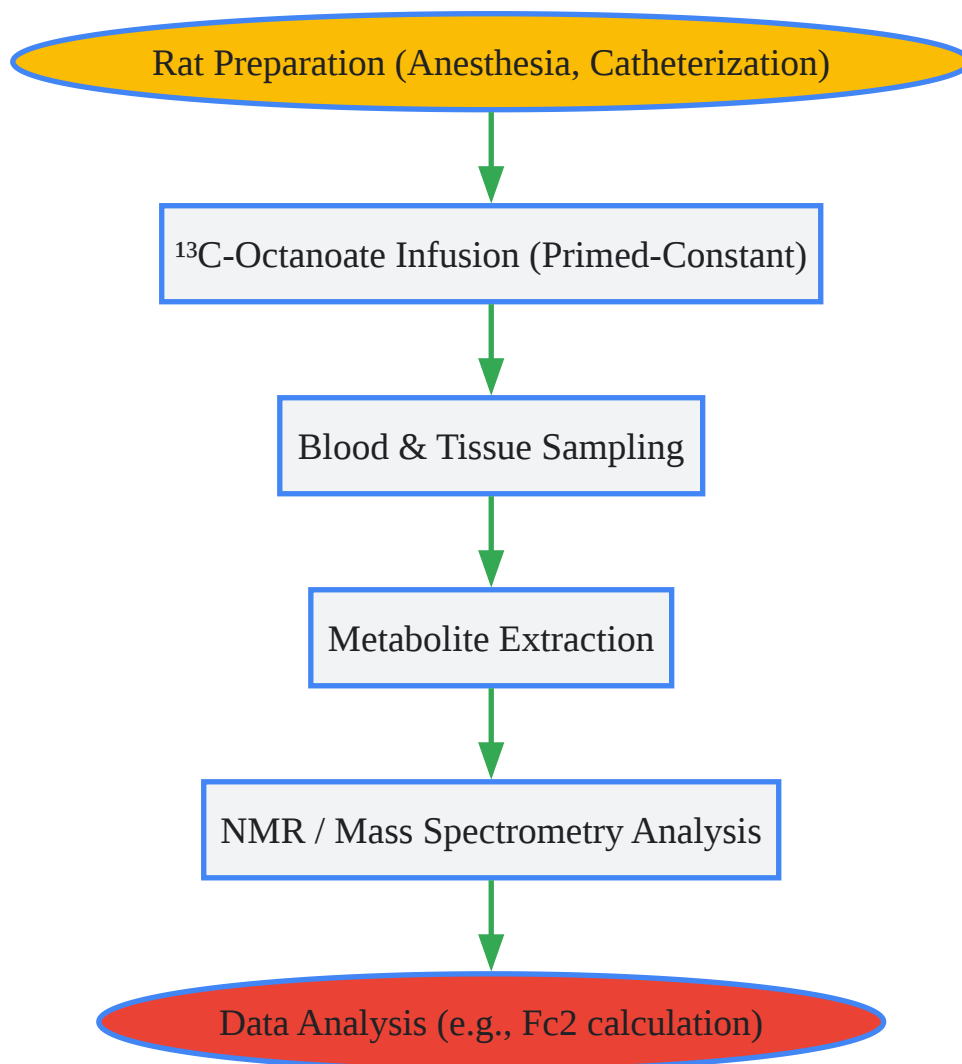 Rat Preparation (Anesthesia, Catheterization)
¹³C-Octanoate Infusion (Primed-Constant)
Blood & Tissue Sampling
Metabolite Extraction
NMR / Mass Spectrometry Analysis
Data Analysis (e.g., Fc2 calculation)